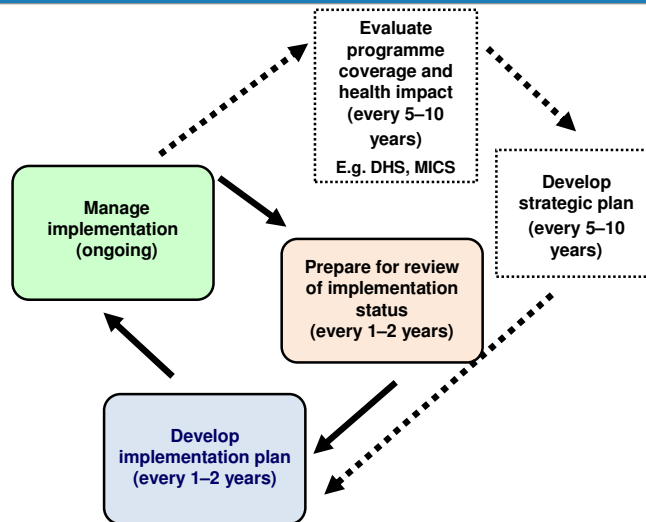 Evaluate
programme
coverage and
health impact
(every 5–10
years)
E.g. DHS, MICS
Develop
strategic plan
(every 5–10
years)
Manage
implementation
(ongoing)
Prepare for review
of implementation
status
(every 1–2 years)
Develop
implementation plan
(every 1–2 years)